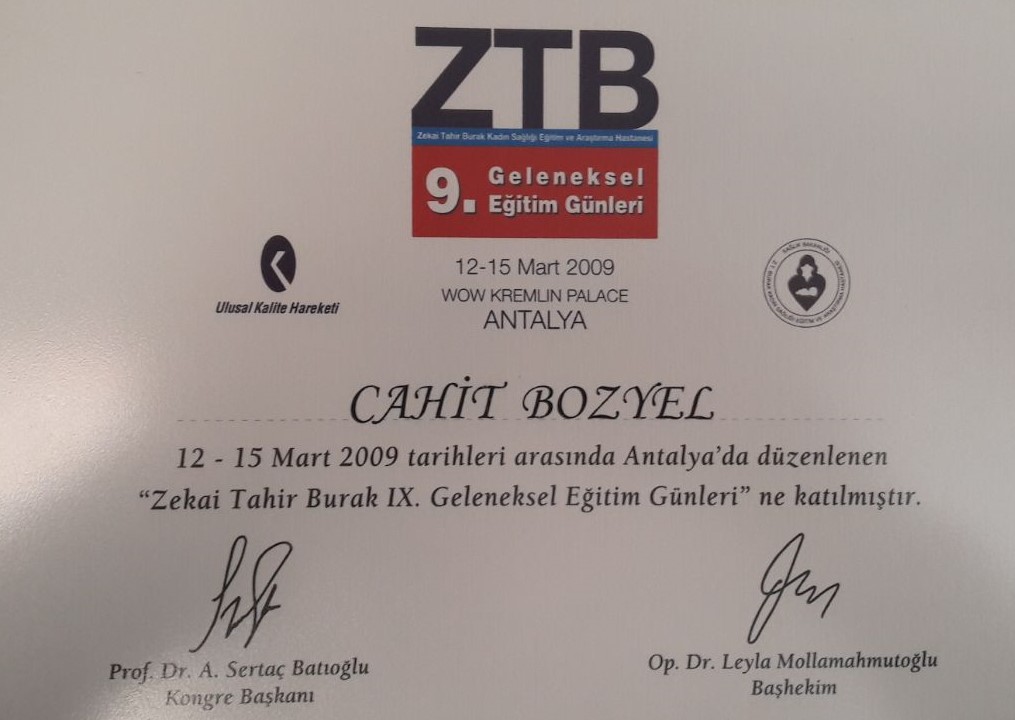 ZTB
Zekai Tahir Burak Kadın Sağlığı Eğitim ve Araştırma Hastanesi
9. Geleneksel
Eğitim Günleri
Ulusal Kalite Hareketi
12-15 Mart 2009
WOW KREMLIN PALACE
ANTALYA
SAĞLIK BAKANLIĞI
CAHİT BOZYEL
12 - 15 Mart 2009 tarihleri arasında Antalya'da düzenlenen
“Zekai Tahir Burak IX. Geleneksel Eğitim Günleri” ne katılmıştır.
Prof. Dr. A. Sertaç Batıoğlu
Kongre Başkanı
Op. Dr. Leyla Mollamahmutoğlu
Başhekim